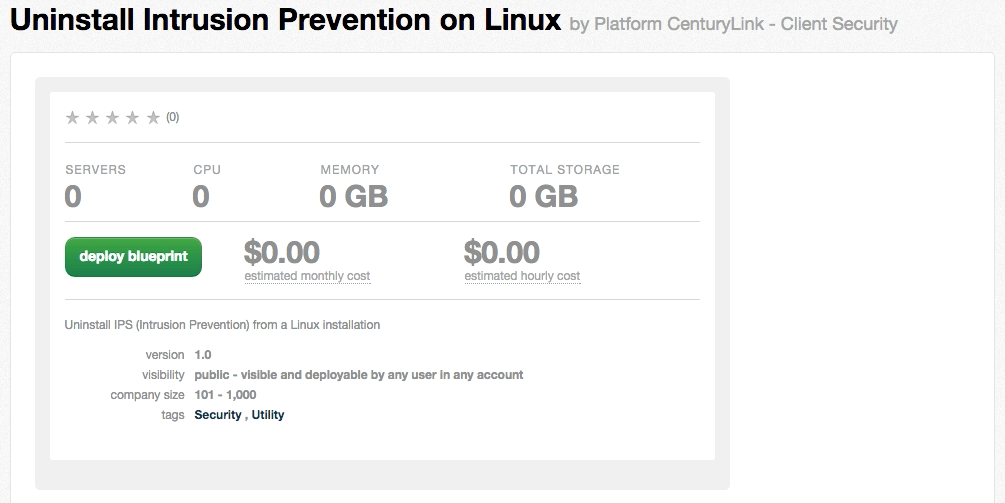 Uninstall Intrusion Prevention on Linux by Platform CenturyLink - Client Security
(0)
SERVERS CPU MEMORY TOTAL STORAGE
0 0 0 GB 0 GB
deploy blueprint $0.00 $0.00
estimated monthly cost estimated hourly cost
Uninstall IPS (Intrusion Prevention) from a Linux installation
version 1.0
visibility public - visible and deployable by any user in any account
company size 101 - 1,000
tags Security , Utility